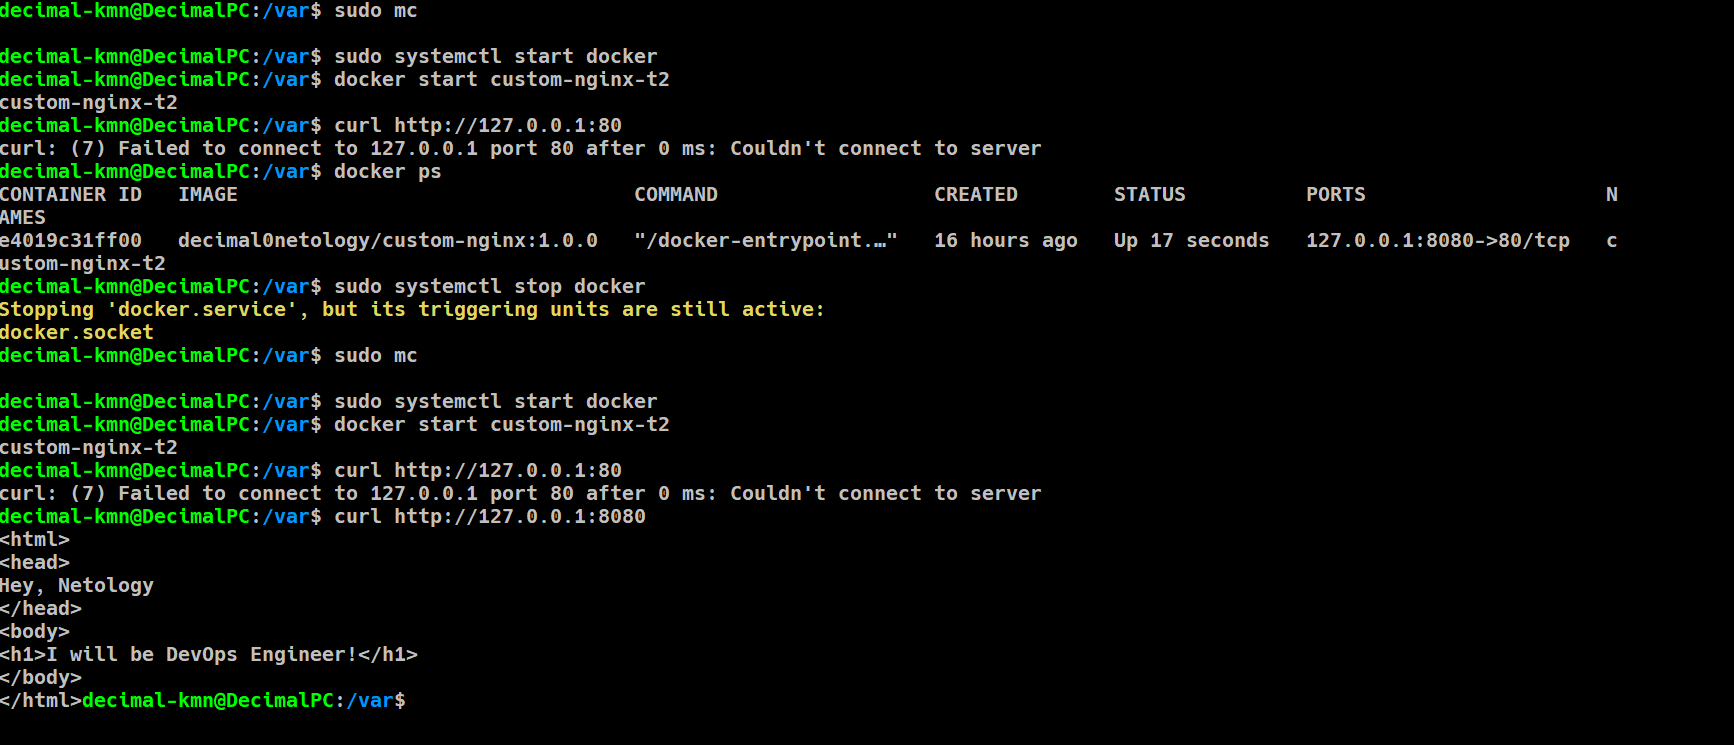 decimal-kmn@DecimalPC:/var$ sudo mc
decimal-kmn@DecimalPC:/var$ sudo systemctl start docker
decimal-kmn@DecimalPC:/var$ docker start custom-nginx-t2
custom-nginx-t2
decimal-kmn@DecimalPC:/var$ curl http://127.0.0.1:80
curl: (7) Failed to connect to 127.0.0.1 port 80 after 0 ms: Couldn't connect to server
decimal-kmn@DecimalPC:/var$ docker ps
CONTAINER ID   IMAGE                                 COMMAND                  CREATED        STATUS          PORTS                    N
AMES
e4019c31ff00   decimal0netology/custom-nginx:1.0.0   "/docker-entrypoint.…"   16 hours ago   Up 17 seconds   127.0.0.1:8080->80/tcp   c
ustom-nginx-t2
decimal-kmn@DecimalPC:/var$ sudo systemctl stop docker
Stopping 'docker.service', but its triggering units are still active:
docker.socket
decimal-kmn@DecimalPC:/var$ sudo mc
decimal-kmn@DecimalPC:/var$ sudo systemctl start docker
decimal-kmn@DecimalPC:/var$ docker start custom-nginx-t2
custom-nginx-t2
decimal-kmn@DecimalPC:/var$ curl http://127.0.0.1:80
curl: (7) Failed to connect to 127.0.0.1 port 80 after 0 ms: Couldn't connect to server
decimal-kmn@DecimalPC:/var$ curl http://127.0.0.1:8080
<html>
<head>
Hey, Netology
</head>
<body>
<h1>I will be DevOps Engineer!</h1>
</body>
</html>decimal-kmn@DecimalPC:/var$